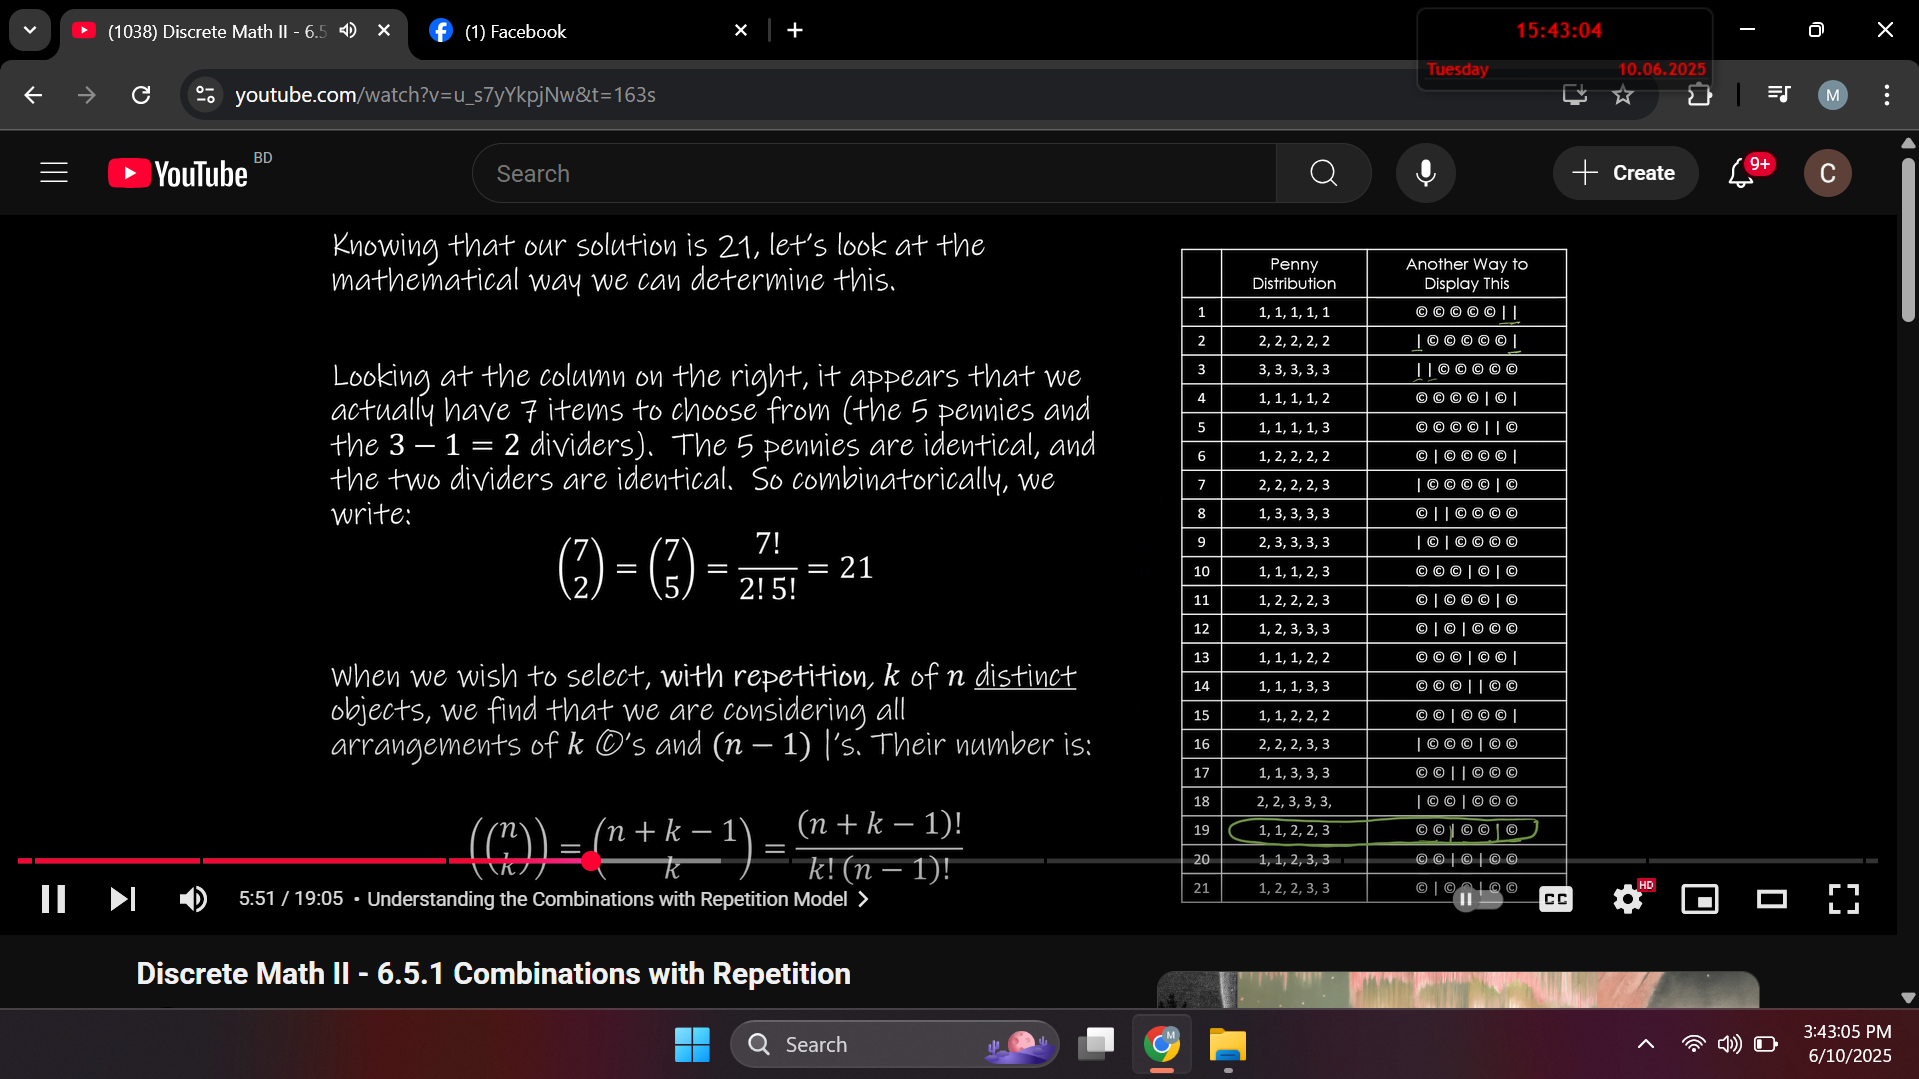 (1038) Discrete Math II - 6.5
(1) Facebook
15:43:04
Tuesday 10.06.2025
youtube.com/watch?v=u_s7yYkpjNw&t=163s
M
YouTube BD
Search
Create
9+
C
Knowing that our solution is 21, let's look at the
mathematical way we can determine this.
Looking at the column on the right, it appears that we
actually have 7 items to choose from (the 5 pennies and
the 3 − 1 = 2 dividers). The 5 pennies are identical, and
the two dividers are identical. So combinatorically, we
write:
(7 2) = (7 5) = 7! / 2! 5! = 21
When we wish to select, with repetition, k of n distinct
objects, we find that we are considering all
arrangements of k ©'s and (n − 1) |'s. Their number is:
((n k)) = (n + k − 1 k) = (n + k − 1)! / k! (n − 1)!
Penny Distribution Another Way to Display This
1 1, 1, 1, 1, 1 ©©©©©||
2 2, 2, 2, 2, 2 |©©©©©|
3 3, 3, 3, 3, 3 ||©©©©©
4 1, 1, 1, 1, 2 ©©©©|©|
5 1, 1, 1, 1, 3 ©©©©||©
6 1, 2, 2, 2, 2 ©|©©©©|
7 2, 2, 2, 2, 3 |©©©©|©
8 1, 3, 3, 3, 3 ©||©©©©
9 2, 3, 3, 3, 3 |©|©©©©
10 1, 1, 1, 2, 3 ©©©|©|©
11 1, 2, 2, 2, 3 ©|©©©|©
12 1, 2, 3, 3, 3 ©|©|©©©
13 1, 1, 1, 2, 2 ©©©|©©|
14 1, 1, 1, 3, 3 ©©©||©©
15 1, 1, 2, 2, 2 ©©|©©©|
16 2, 2, 2, 3, 3 |©©©|©©
17 1, 1, 3, 3, 3 ©©||©©©
18 2, 2, 3, 3, 3, |©©|©©©
19 1, 1, 2, 2, 3 ©©|©©|©
20 1, 1, 2, 3, 3 ©©|©|©©
21 1, 2, 2, 3, 3 ©|©©|©©
5:51 / 19:05 • Understanding the Combinations with Repetition Model
CC
HD
Discrete Math II - 6.5.1 Combinations with Repetition
Search
M
3:43:05 PM
6/10/2025